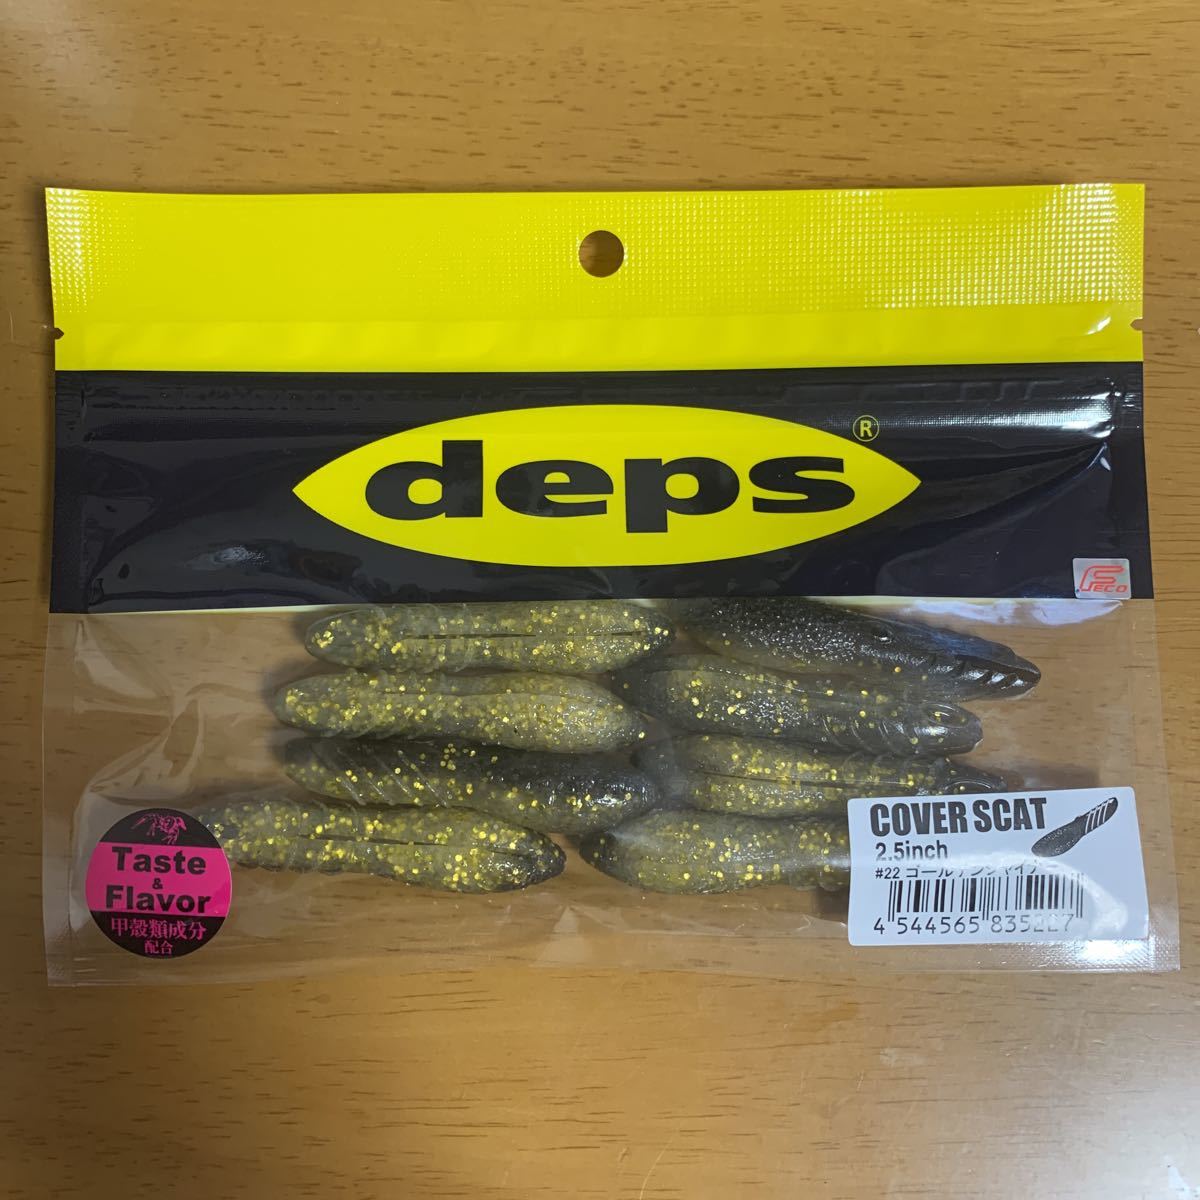 deps®
Feco
COVER SCAT
2.5inch
#22 ゴールデンシャイナー
4 544565 835227
Taste
&
Flavor
甲殻類成分
配合